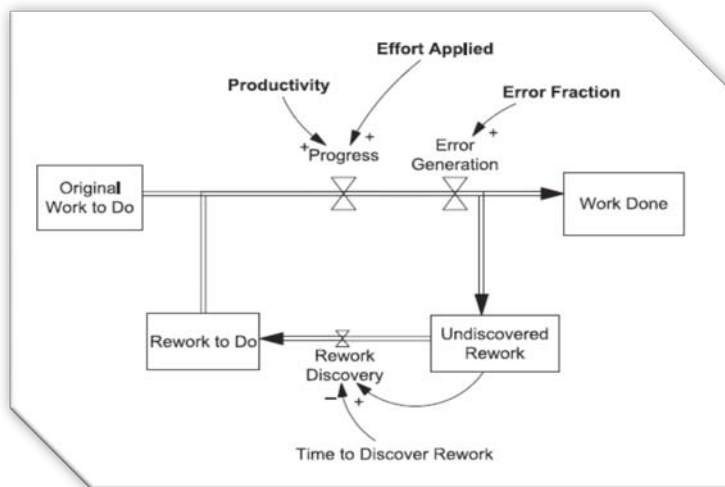 Effort Applied
Productivity
Error Fraction
+
+
+
Progress
Error
Generation
Original
Work to Do
Work Done
Rework to Do
Undiscovered
Rework
Rework
Discovery
–
+
Time to Discover Rework